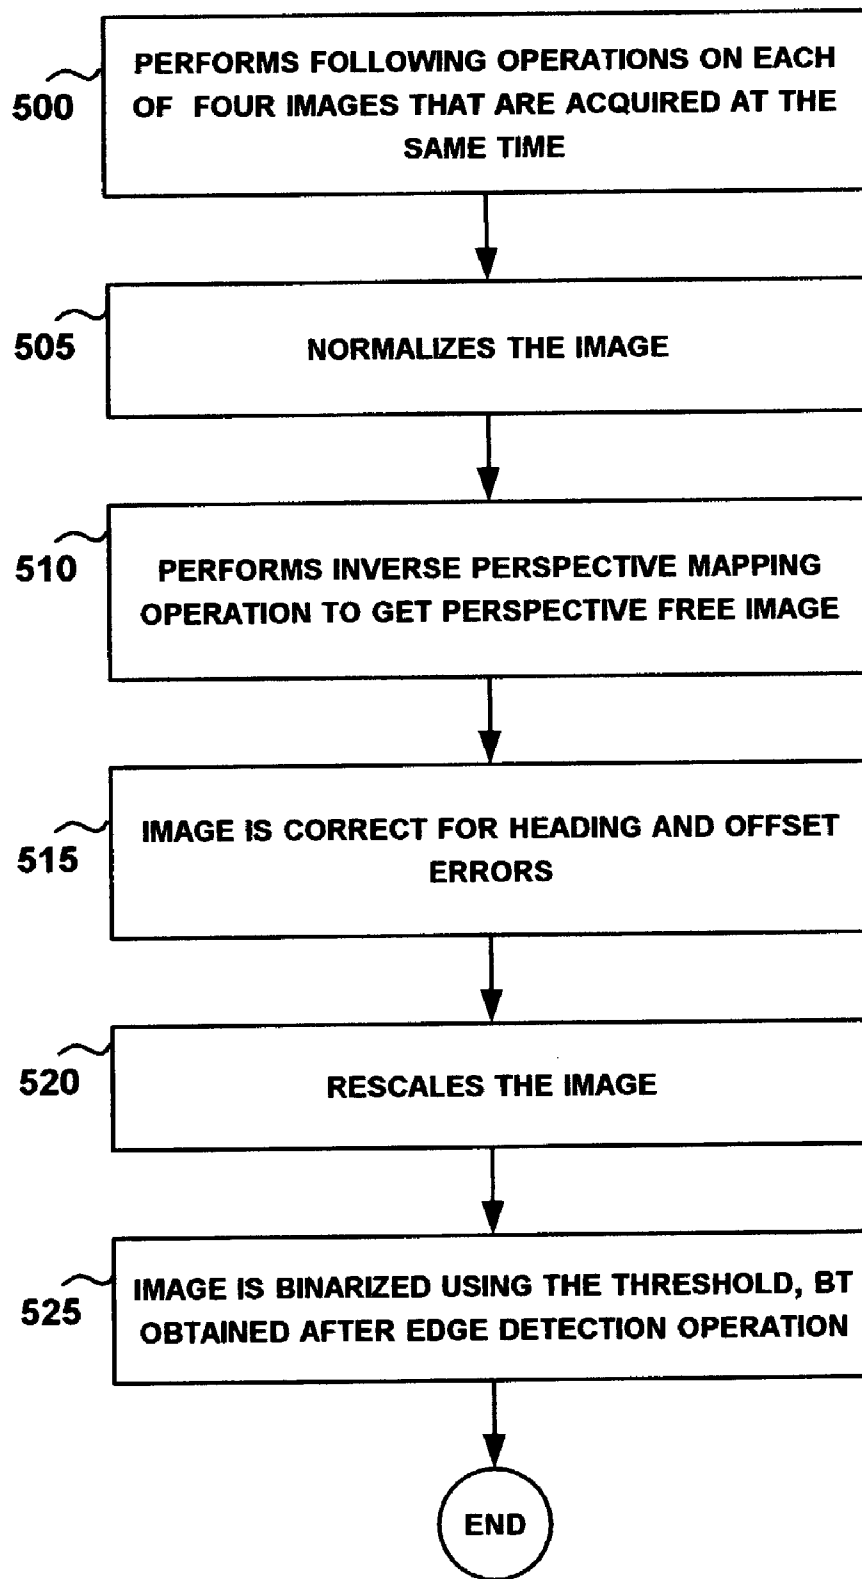 500
PERFORMS FOLLOWING OPERATIONS ON EACH
OF FOUR IMAGES THAT ARE ACQUIRED AT THE
SAME TIME
505
NORMALIZES THE IMAGE
510
PERFORMS INVERSE PERSPECTIVE MAPPING
OPERATION TO GET PERSPECTIVE FREE IMAGE
515
IMAGE IS CORRECT FOR HEADING AND OFFSET
ERRORS
520
RESCALES THE IMAGE
525
IMAGE IS BINARIZED USING THE THRESHOLD, BT
OBTAINED AFTER EDGE DETECTION OPERATION
END